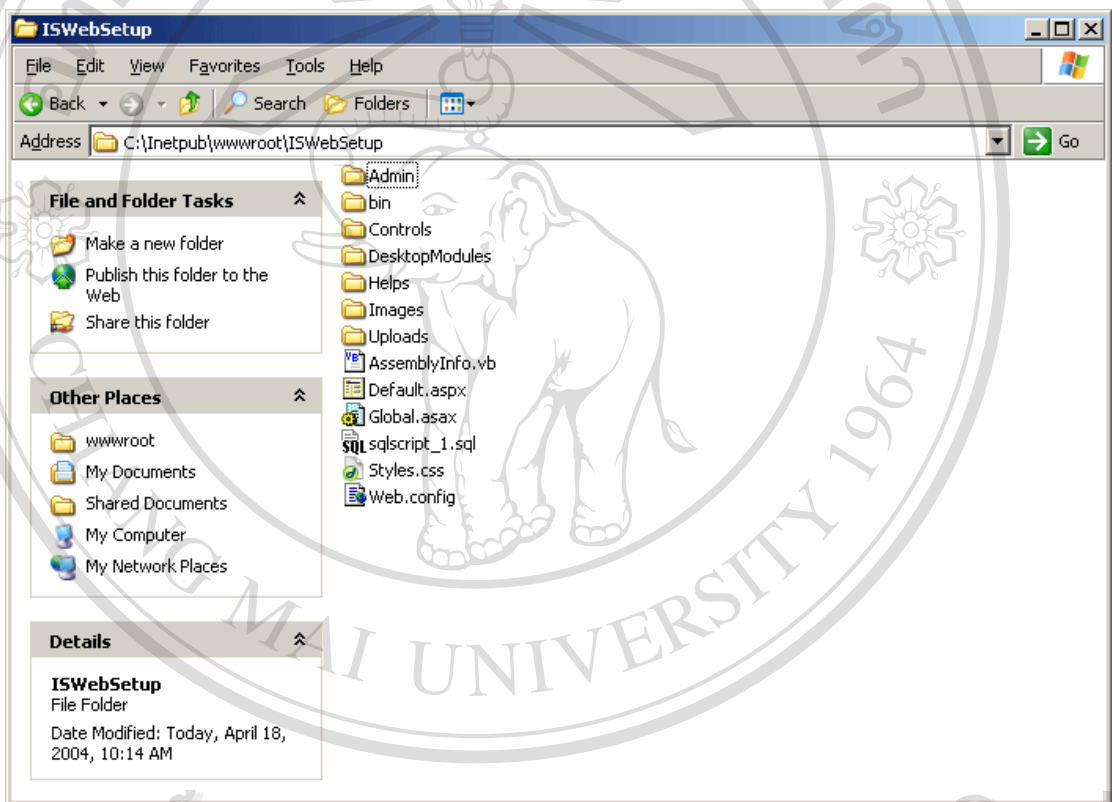 ISWebSetup
File Edit View Favorites Tools Help
Back Search Folders
Address C:\Inetpub\wwwroot\ISWebSetup Go
File and Folder Tasks
Make a new folder
Publish this folder to the
Web
Share this folder
Other Places
wwwroot
My Documents
Shared Documents
My Computer
My Network Places
Details
ISWebSetup
File Folder
Date Modified: Today, April 18,
2004, 10:14 AM
Admin
bin
Controls
DesktopModules
Helps
Images
Uploads
AssemblyInfo.vb
Default.aspx
Global.asax
sqlscript_1.sql
Styles.css
Web.config
CHIANG MAI UNIVERSITY 1964